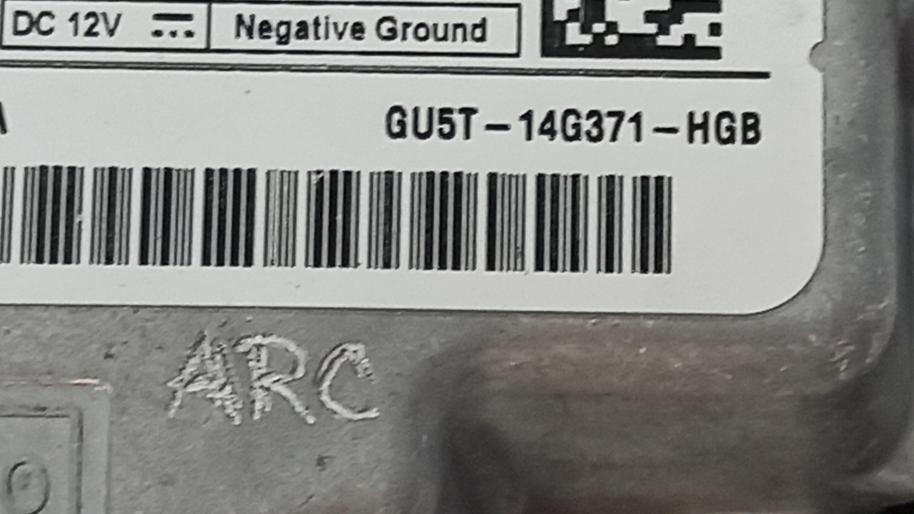 DC 12V Negative Ground
GU5T-14G371-HGB
ARC